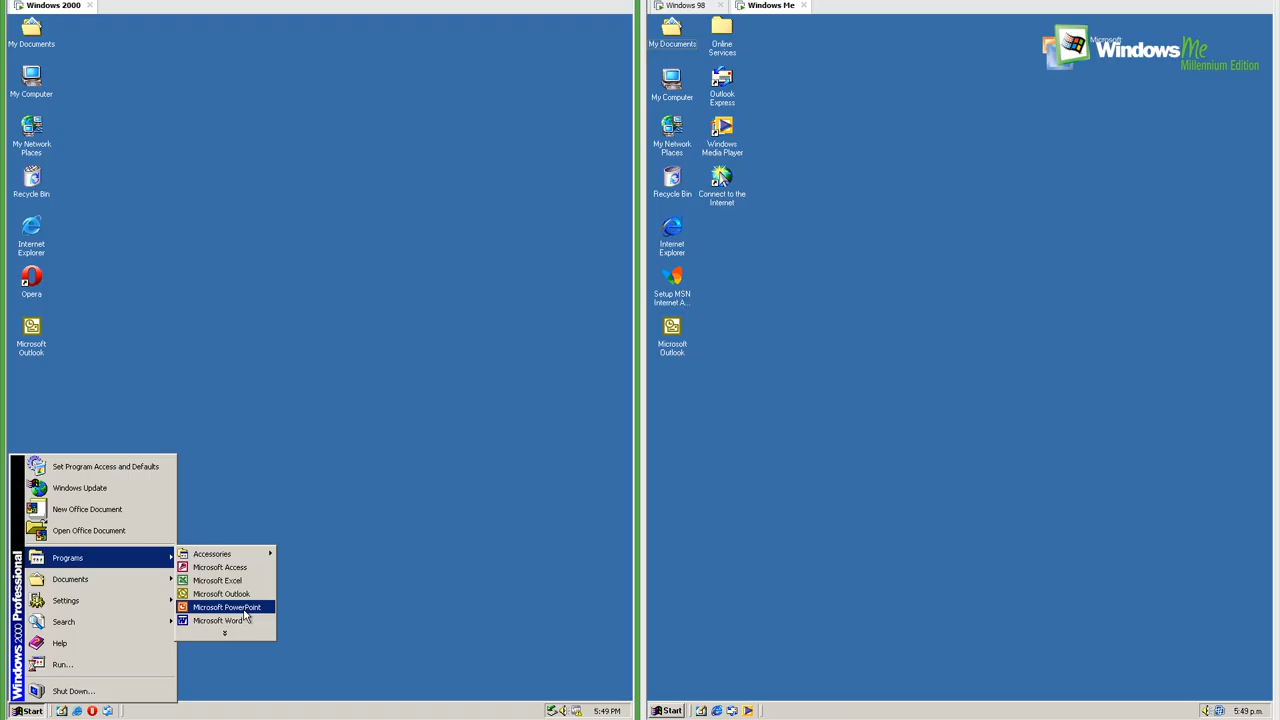 Windows 2000
My Documents
My Computer
My Network
Places
Recycle Bin
Internet
Explorer
Opera
Microsoft
Outlook
Windows 2000 Professional
Set Program Access and Defaults
Windows Update
New Office Document
Open Office Document
Programs
Documents
Settings
Search
Help
Run...
Shut Down...
Accessories
Microsoft Access
Microsoft Excel
Microsoft Outlook
Microsoft PowerPoint
Microsoft Word
Start
5:49 PM
Windows 98
Windows Me
My Documents
Online
Services
My Computer
Outlook
Express
My Network
Places
Windows
Media Player
Recycle Bin
Connect to the
Internet
Internet
Explorer
Setup MSN
Internet A...
Microsoft
Outlook
Microsoft
Windows Me
Millennium Edition
Start
5:49 p.m.